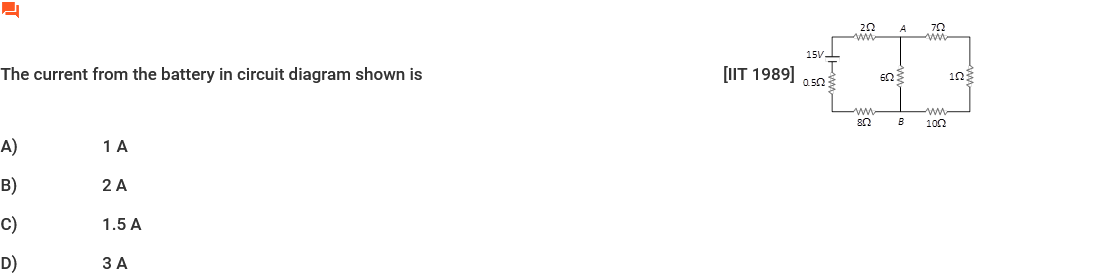 The current from the battery in circuit diagram shown is [IIT 1989]
2Ω A 7Ω
15V
0.5Ω 6Ω 1Ω
8Ω B 10Ω
A) 1 A
B) 2 A
C) 1.5 A
D) 3 A